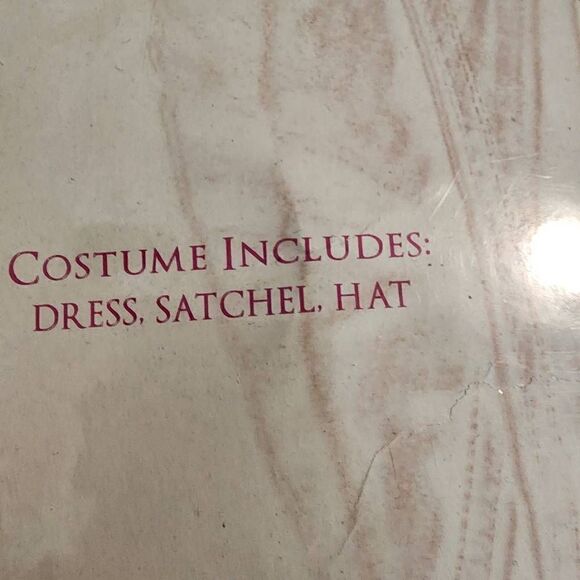 COSTUME INCLUDES:
DRESS, SATCHEL, HAT